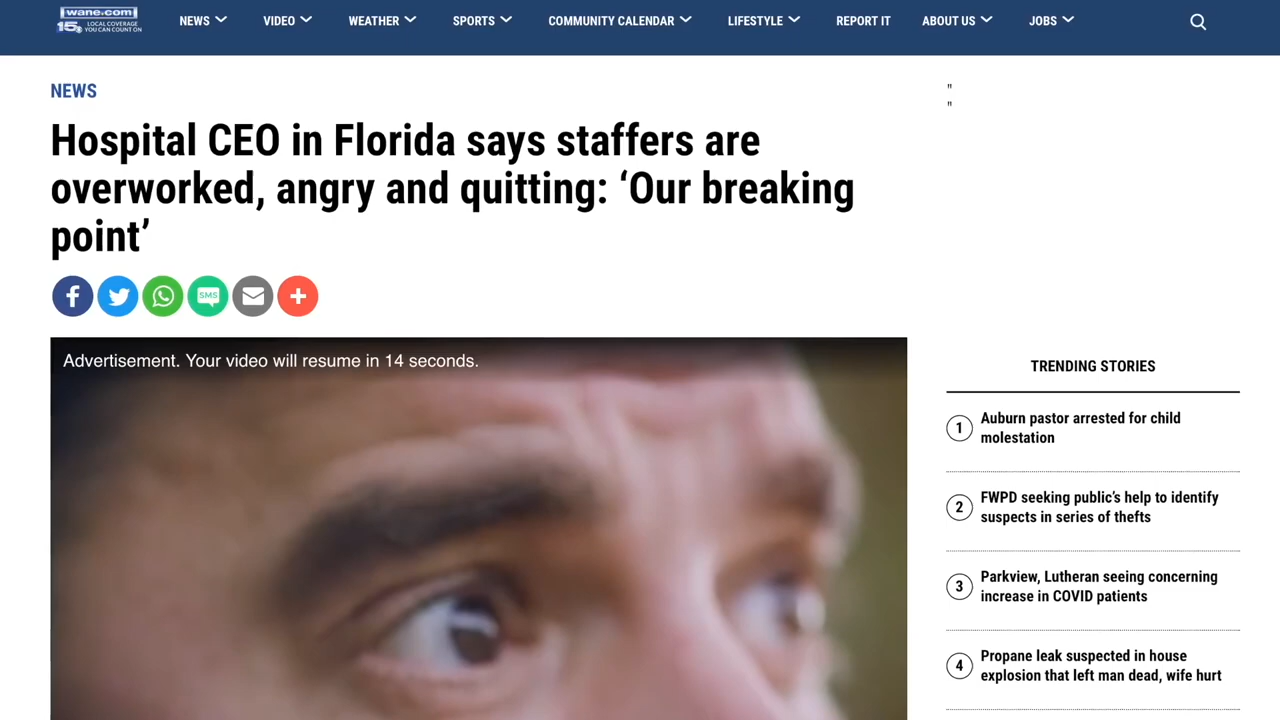 wane.com
15 LOCAL COVERAGE
YOU CAN COUNT ON
NEWS
VIDEO
WEATHER
SPORTS
COMMUNITY CALENDAR
LIFESTYLE
REPORT IT
ABOUT US
JOBS
NEWS
Hospital CEO in Florida says staffers are
overworked, angry and quitting: ‘Our breaking
point’
SMS
"
"
Advertisement. Your video will resume in 14 seconds.
TRENDING STORIES
1 Auburn pastor arrested for child
molestation
2 FWPD seeking public’s help to identify
suspects in series of thefts
3 Parkview, Lutheran seeing concerning
increase in COVID patients
4 Propane leak suspected in house
explosion that left man dead, wife hurt